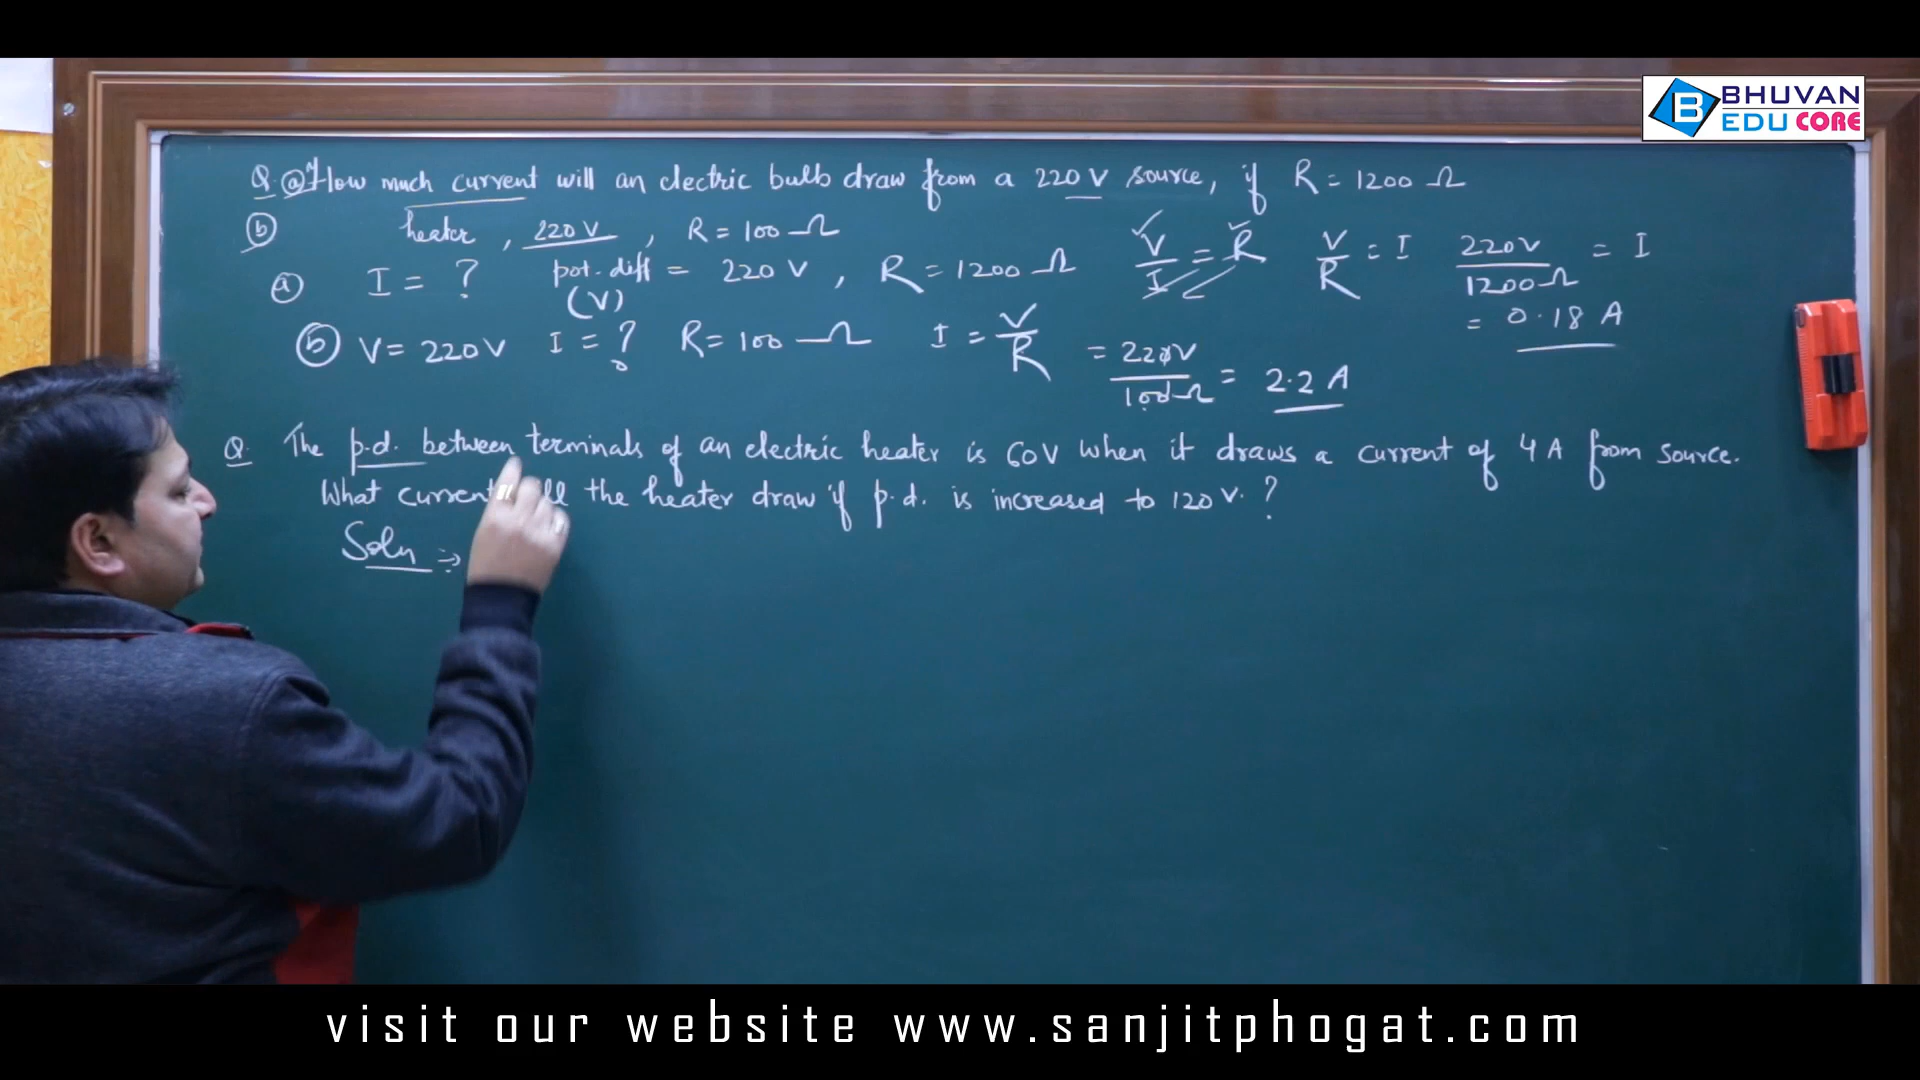 BHUVAN
EDU CORE
Q. (a) How much current will an electric bulb draw from a 220 V source, if R = 1200 Ω
(b) heater, 220 V, R = 100 Ω
(a) I = ? pot. diff = 220 V, R = 1200 Ω V/I = R V/R = I 220V/1200Ω = I
(V)
= 0.18 A
(b) V = 220V I = ? R = 100 Ω I = V/R = 220V/100Ω = 2.2 A
Q. The p.d. between terminals of an electric heater is 60V when it draws a current of 4 A from source.
What current the heater draw if p.d. is increased to 120 V. ?
Soln ⇒
visit our website www.sanjitphogat.com